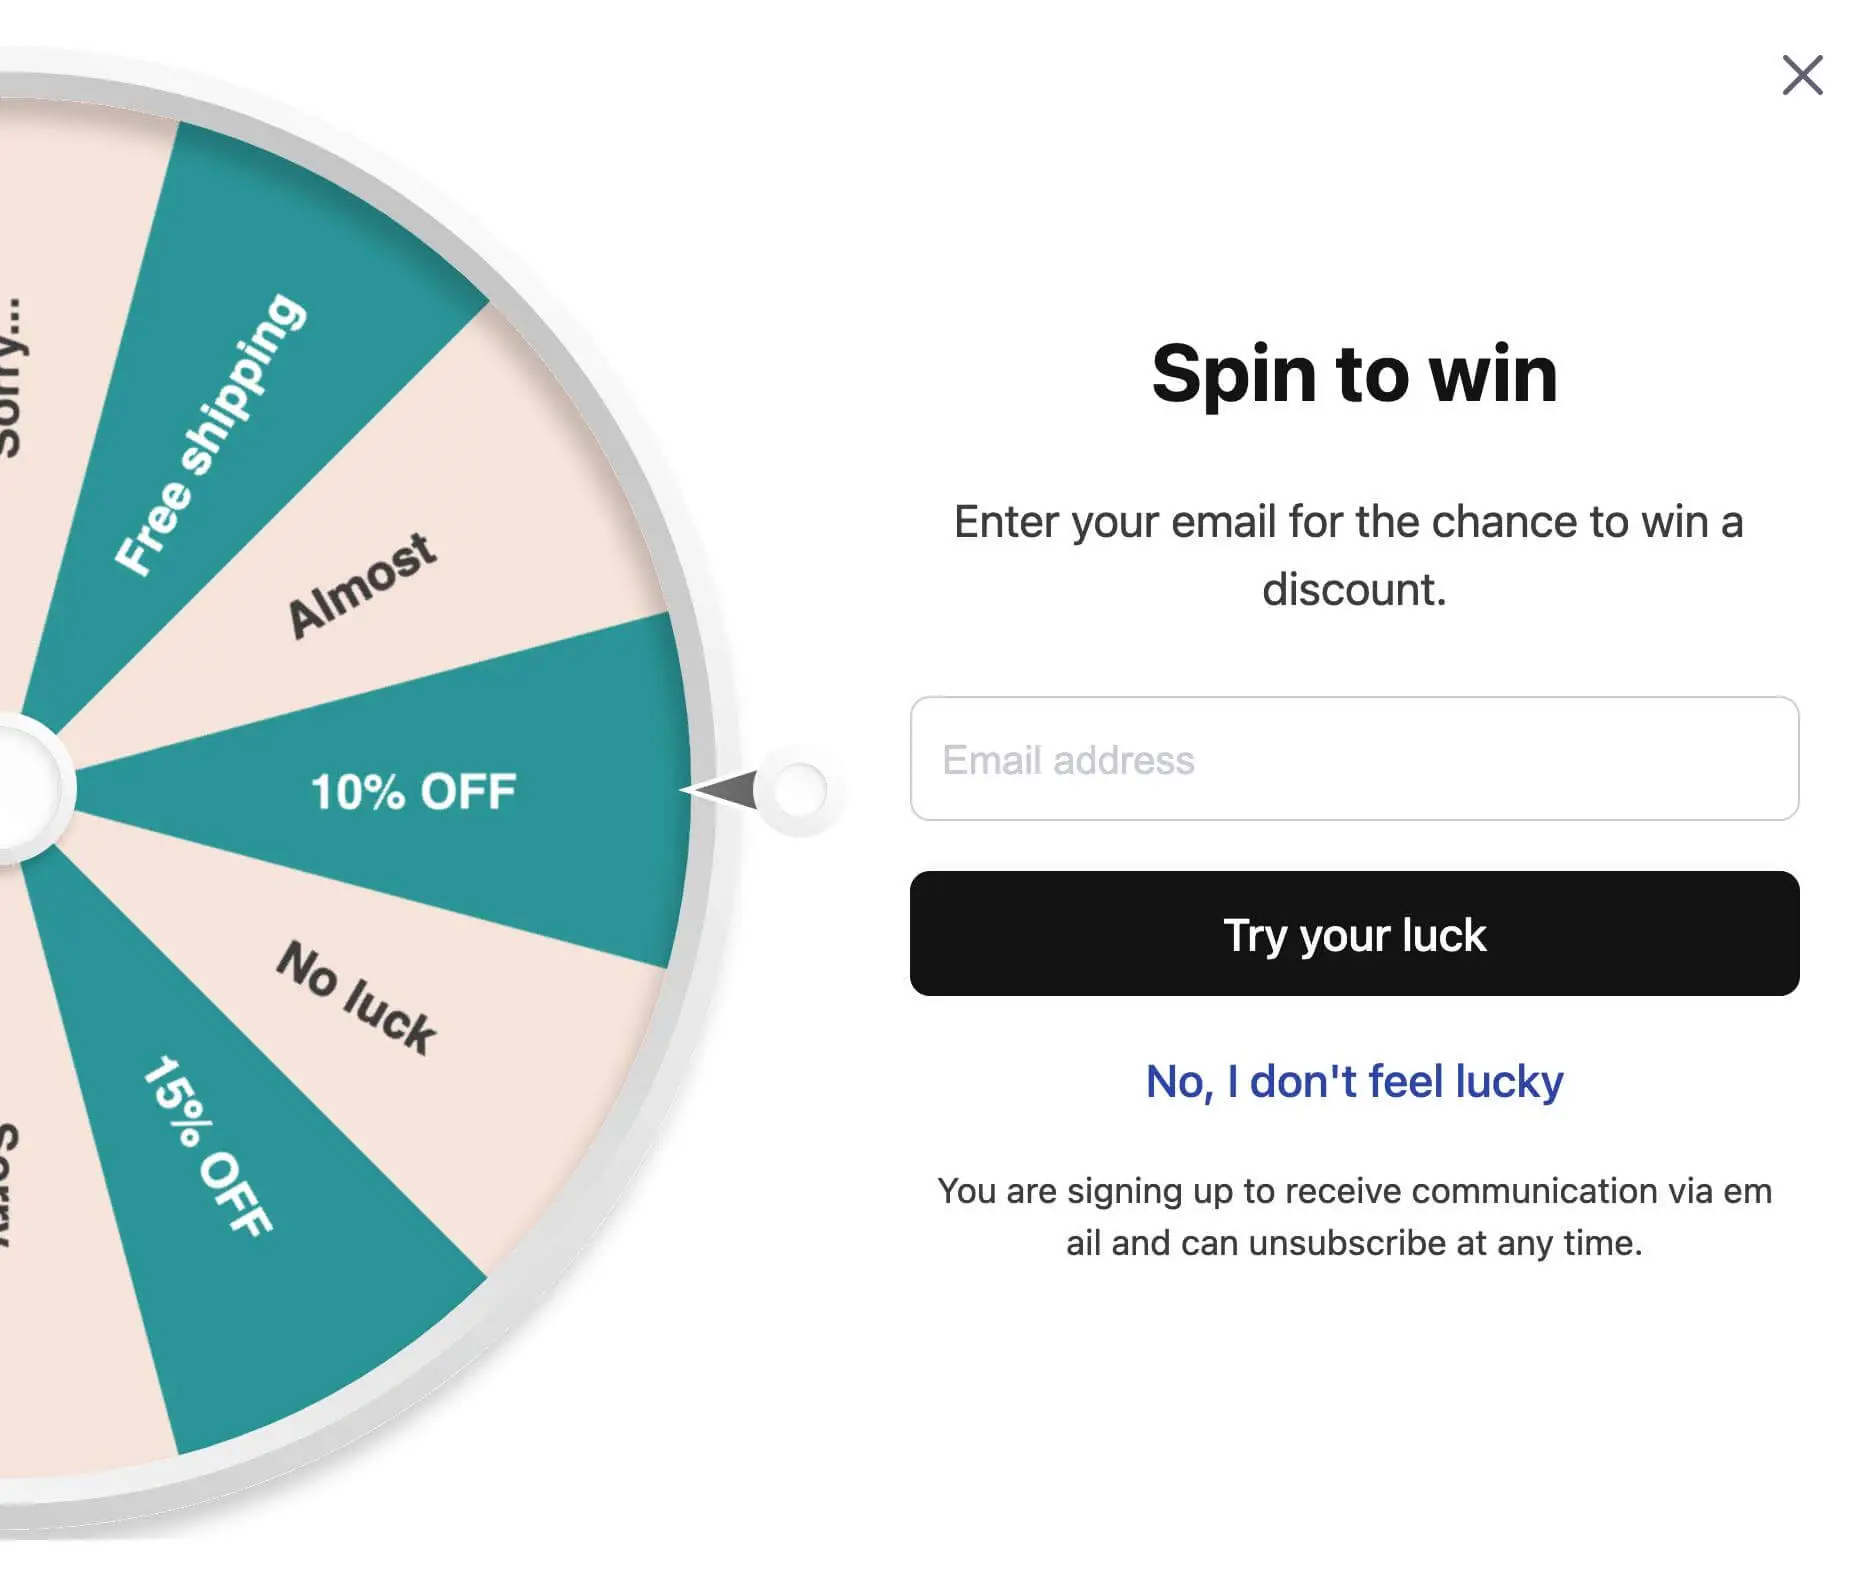 Sorry...
Free shipping
Almost
10% OFF
No luck
15% OFF
Sorry
Spin to win
Enter your email for the chance to win a
discount.
Email address
Try your luck
No, I don't feel lucky
You are signing up to receive communication via em
ail and can unsubscribe at any time.